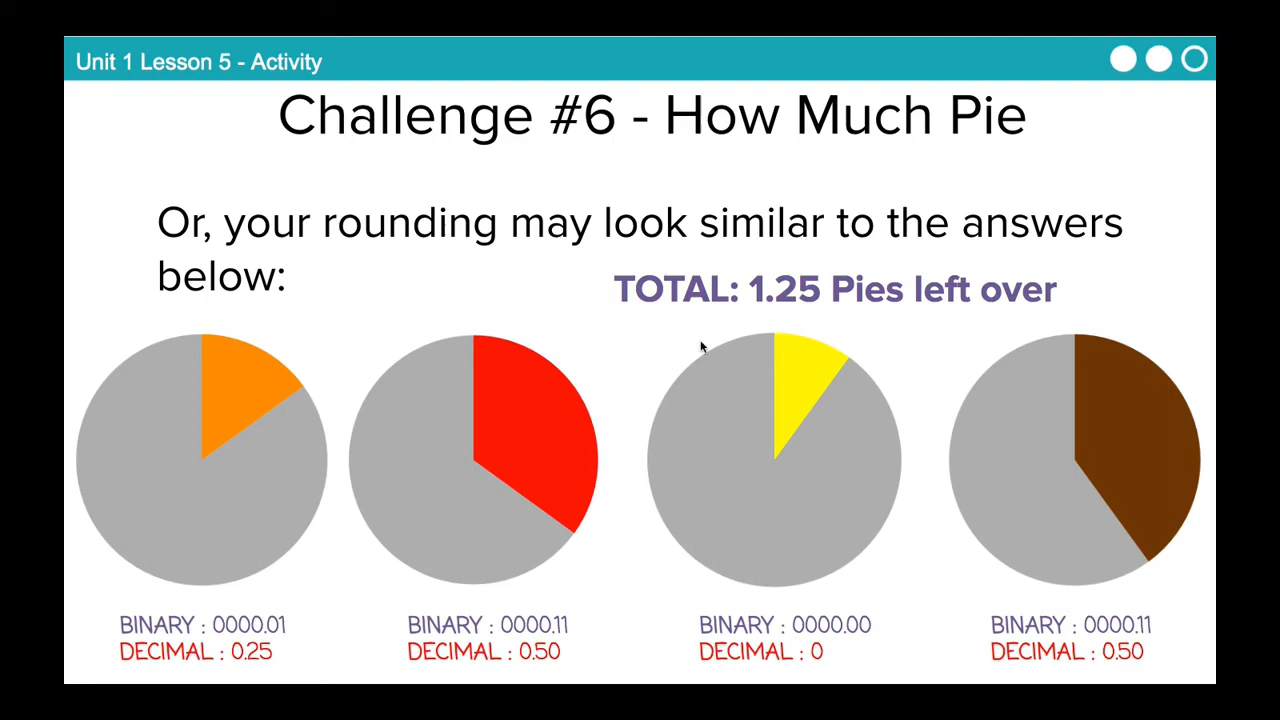 Unit 1 Lesson 5 - Activity
Challenge #6 - How Much Pie
Or, your rounding may look similar to the answers
below:
TOTAL: 1.25 Pies left over
BINARY : 0000.01
DECIMAL : 0.25
BINARY : 0000.11
DECIMAL : 0.50
BINARY : 0000.00
DECIMAL : 0
BINARY : 0000.11
DECIMAL : 0.50